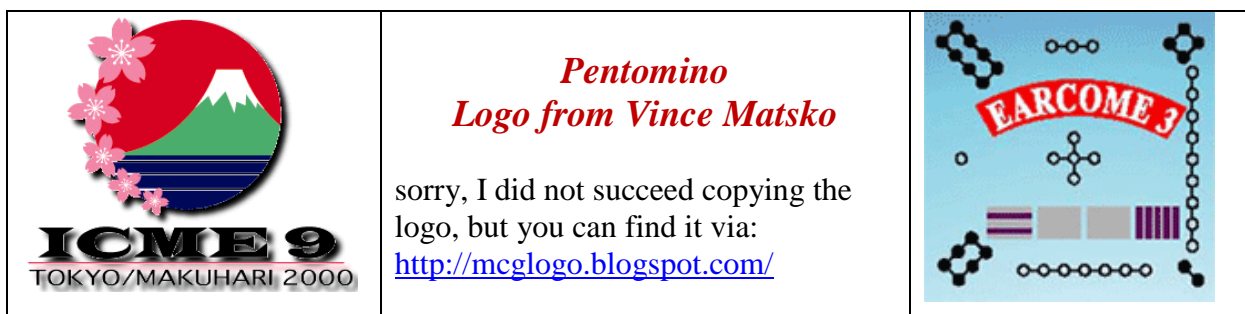 ICME 9
TOKYO/MAKUHARI 2000
Pentomino
Logo from Vince Matsko
sorry, I did not succeed copying the
logo, but you can find it via:
http://mcglogo.blogspot.com/
EARCOME 3